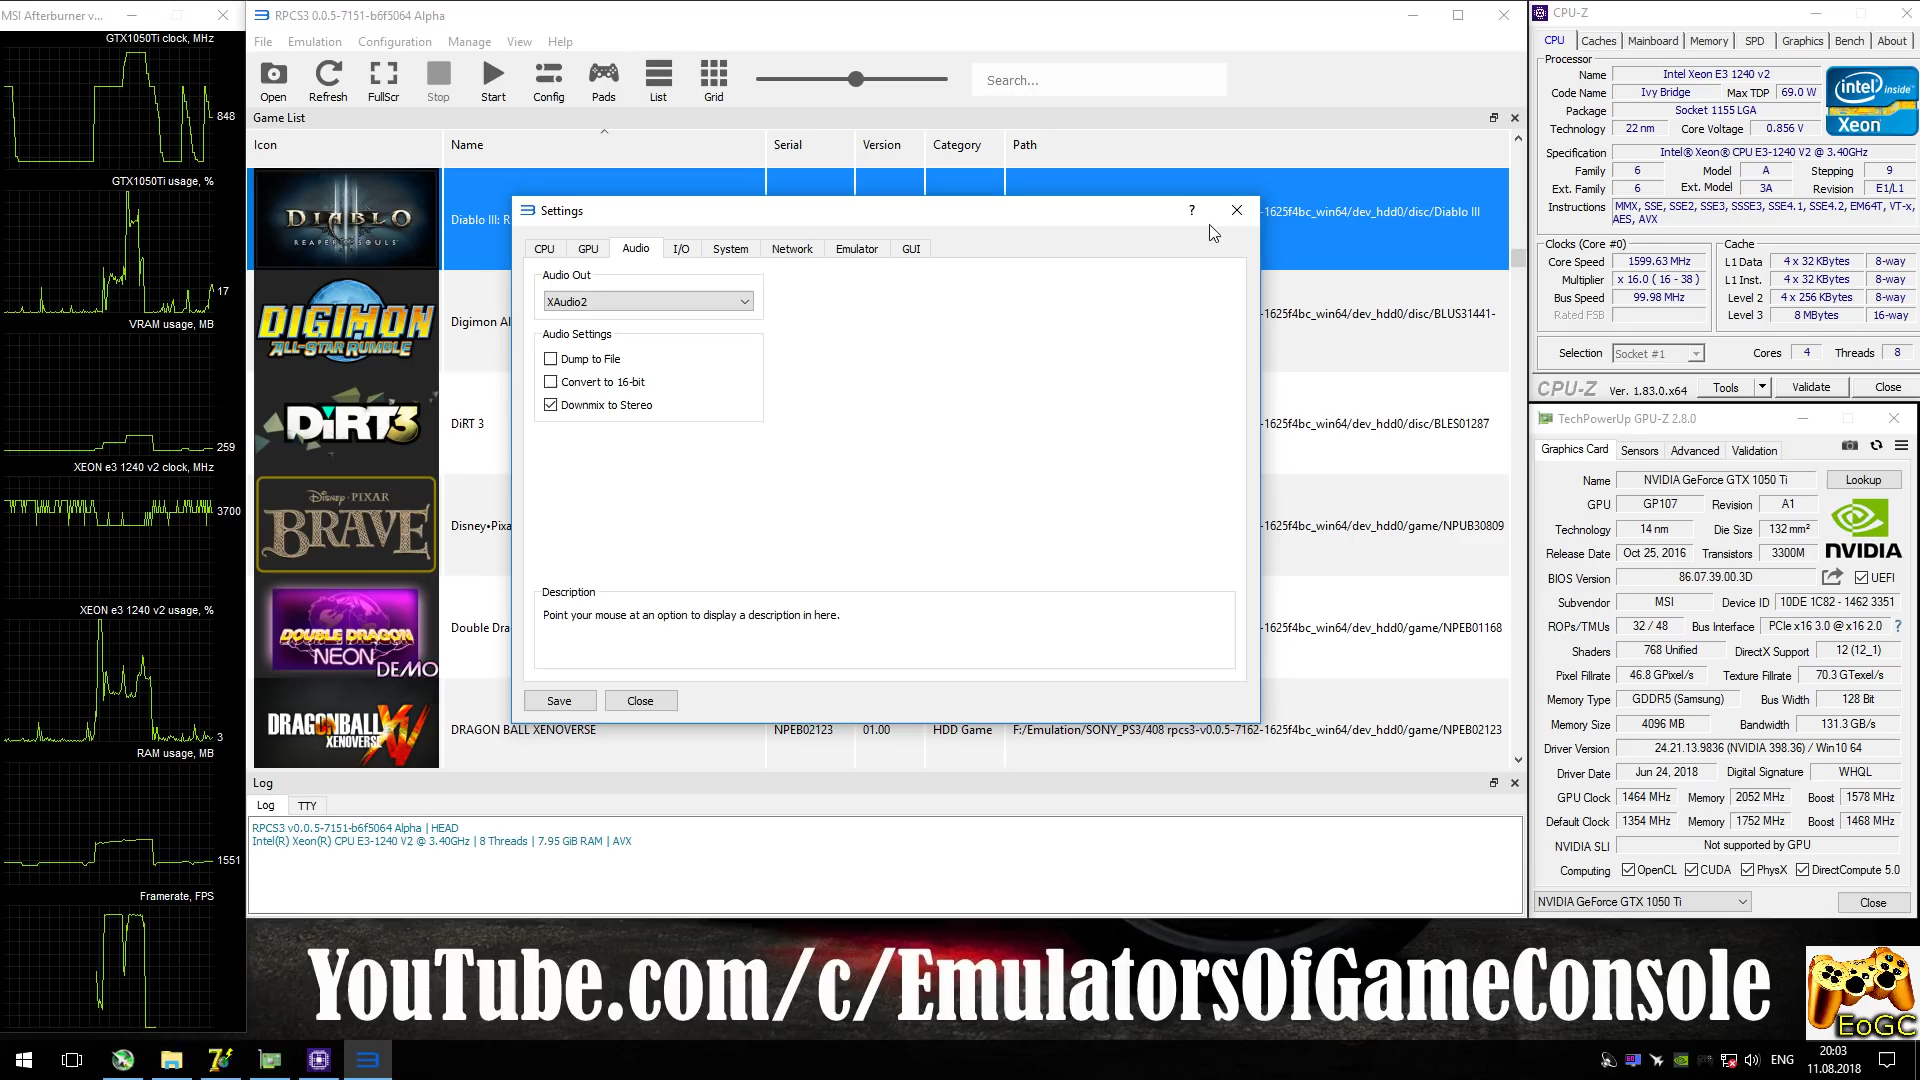 MSI Afterburner v...
GTX1050Ti clock, MHz
848
GTX1050Ti usage, %
17
VRAM usage, MB
259
XEON e3 1240 v2 clock, MHz
3700
XEON e3 1240 v2 usage, %
3
RAM usage, MB
1551
Framerate, FPS
RPCS3 0.0.5-7151-b6f5064 Alpha
File Emulation Configuration Manage View Help
Open Refresh FullScr Stop Start Config Pads List Grid
Search...
Game List
Icon Name Serial Version Category Path
DIABLO
REAPER OF SOULS
Diablo III: R
-1625f4bc_win64/dev_hdd0/disc/Diablo III
DIGIMON
ALL-STAR RUMBLE
Digimon Al
-1625f4bc_win64/dev_hdd0/disc/BLUS31441-
DiRT3
DiRT 3
-1625f4bc_win64/dev_hdd0/disc/BLES01287
Disney·PIXAR
BRAVE
Disney•Pixa
-1625f4bc_win64/dev_hdd0/game/NPUB30809
DOUBLE DRAGON
NEON
DEMO
Double Dra
-1625f4bc_win64/dev_hdd0/game/NPEB01168
DRAGONBALL
XENOVERSE
XV
DRAGON BALL XENOVERSE NPEB02123 01.00 HDD Game F:/Emulation/SONY_PS3/408 rpcs3-v0.0.5-7162-1625f4bc_win64/dev_hdd0/game/NPEB02123
Settings
?
CPU GPU Audio I/O System Network Emulator GUI
Audio Out
XAudio2
Audio Settings
Dump to File
Convert to 16-bit
Downmix to Stereo
Description
Point your mouse at an option to display a description in here.
Save Close
Log
Log TTY
RPCS3 v0.0.5-7151-b6f5064 Alpha | HEAD
Intel(R) Xeon(R) CPU E3-1240 V2 @ 3.40GHz | 8 Threads | 7.95 GiB RAM | AVX
CPU-Z
CPU Caches Mainboard Memory SPD Graphics Bench About
Processor
Name Intel Xeon E3 1240 v2
Code Name Ivy Bridge Max TDP 69.0 W
Package Socket 1155 LGA
Technology 22 nm Core Voltage 0.856 V
intel inside
Xeon
Specification Intel® Xeon® CPU E3-1240 V2 @ 3.40GHz
Family 6 Model A Stepping 9
Ext. Family 6 Ext. Model 3A Revision E1/L1
Instructions MMX, SSE, SSE2, SSE3, SSSE3, SSE4.1, SSE4.2, EM64T, VT-x,
AES, AVX
Clocks (Core #0) Cache
Core Speed 1599.63 MHz L1 Data 4 x 32 KBytes 8-way
Multiplier x 16.0 ( 16 - 38 ) L1 Inst. 4 x 32 KBytes 8-way
Bus Speed 99.98 MHz Level 2 4 x 256 KBytes 8-way
Rated FSB Level 3 8 MBytes 16-way
Selection Socket #1 Cores 4 Threads 8
CPU-Z Ver. 1.83.0.x64 Tools Validate Close
TechPowerUp GPU-Z 2.8.0
Graphics Card Sensors Advanced Validation
Name NVIDIA GeForce GTX 1050 Ti Lookup
GPU GP107 Revision A1
Technology 14 nm Die Size 132 mm²
Release Date Oct 25, 2016 Transistors 3300M
NVIDIA
BIOS Version 86.07.39.00.3D UEFI
Subvendor MSI Device ID 10DE 1C82 - 1462 3351
ROPs/TMUs 32 / 48 Bus Interface PCIe x16 3.0 @ x16 2.0 ?
Shaders 768 Unified DirectX Support 12 (12_1)
Pixel Fillrate 46.8 GPixel/s Texture Fillrate 70.3 GTexel/s
Memory Type GDDR5 (Samsung) Bus Width 128 Bit
Memory Size 4096 MB Bandwidth 131.3 GB/s
Driver Version 24.21.13.9836 (NVIDIA 398.36) / Win10 64
Driver Date Jun 24, 2018 Digital Signature WHQL
GPU Clock 1464 MHz Memory 2052 MHz Boost 1578 MHz
Default Clock 1354 MHz Memory 1752 MHz Boost 1468 MHz
NVIDIA SLI Not supported by GPU
Computing OpenCL CUDA PhysX DirectCompute 5.0
NVIDIA GeForce GTX 1050 Ti Close
YouTube.com/c/EmulatorsOfGameConsole
EoGC
ENG
20:03
11.08.2018